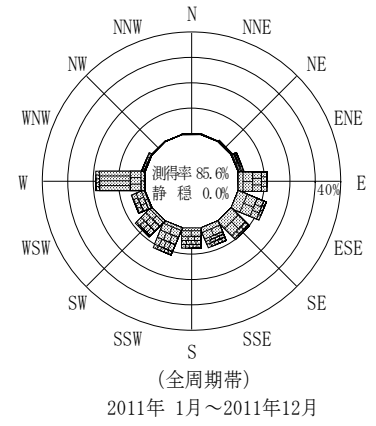 N
NNW NNE
NW NE
WNW ENE
測得率 85.6%
静 穏 0.0%
W 40% E
WSW ESE
SW SE
SSW SSE
S
(全周期帯)
2011年 1月～2011年12月